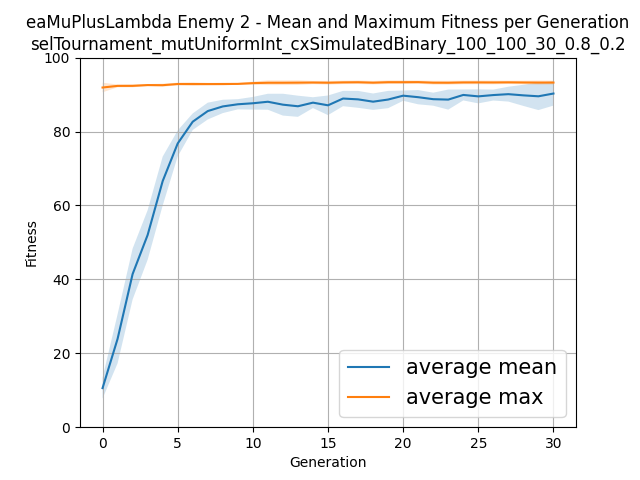 eaMuPlusLambda Enemy 2 - Mean and Maximum Fitness per Generation
selTournament_mutUniformInt_cxSimulatedBinary_100_100_30_0.8_0.2
100
80
60
40
20
0
Fitness
average mean
average max
0 5 10 15 20 25 30
Generation